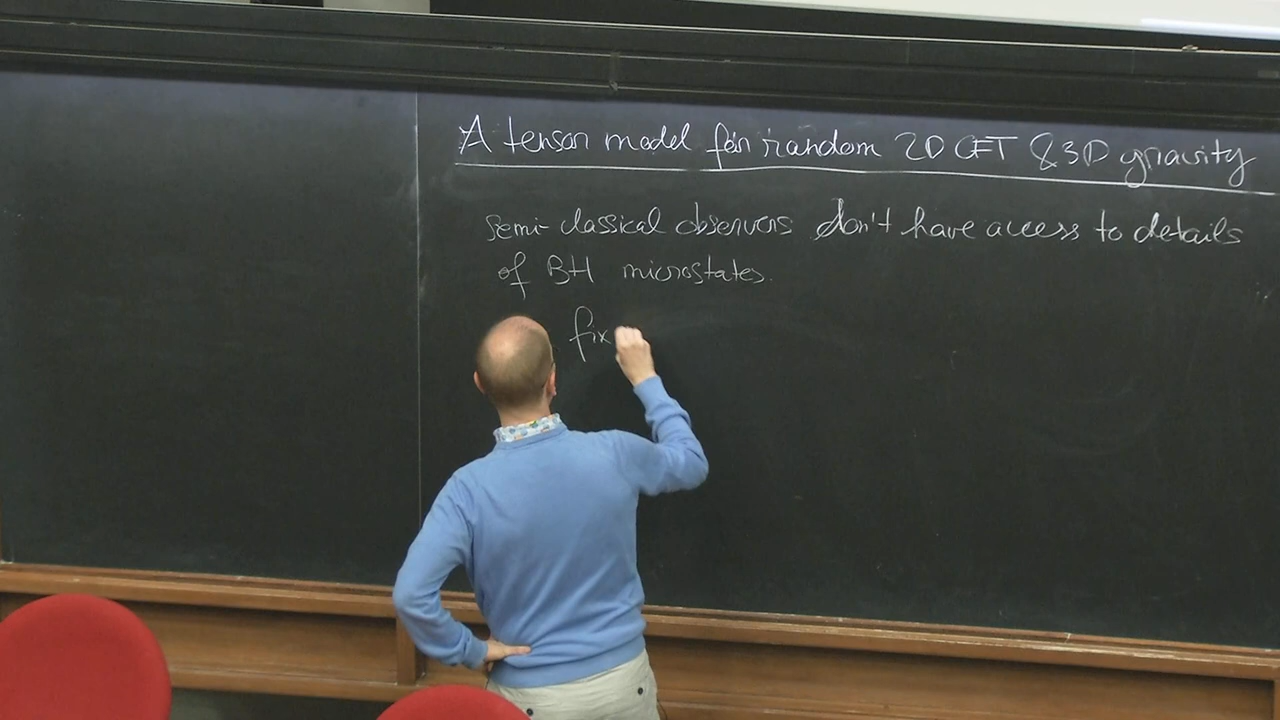 A tensor model for random 2D CFT & 3D gravity
semi-classical observers don't have access to details
of BH microstates.
fix